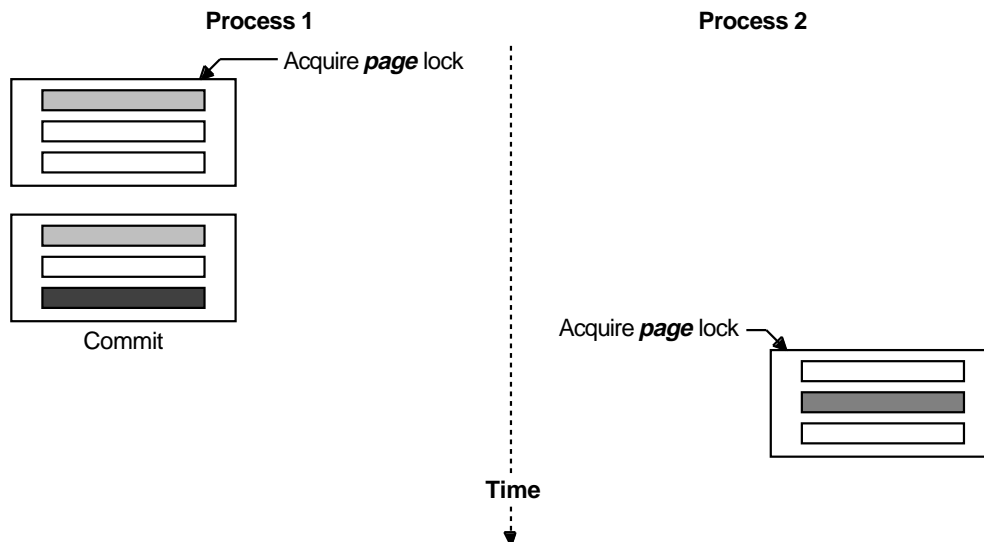 Process 1
Process 2
Acquire page lock
Commit
Acquire page lock
Time